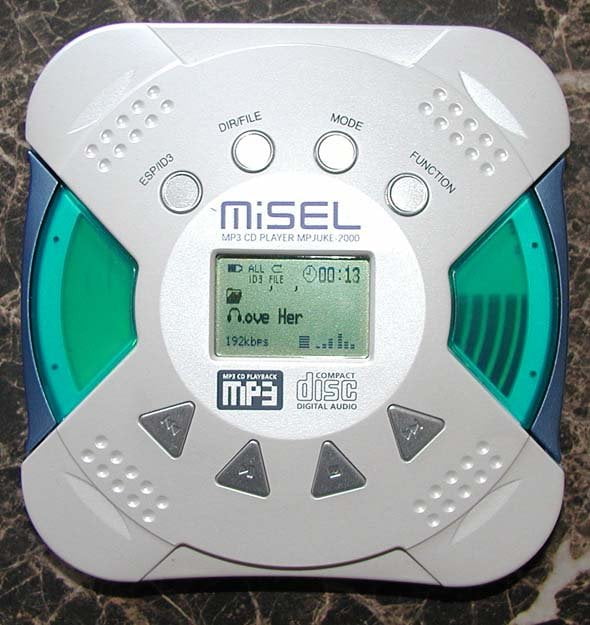 ESP/ID3
DIR/FILE
MODE
FUNCTION
MiSEL
MP3 CD PLAYER MPJUKE-2000
ALL 00:13
ID3 FILE
ove Her
192kbps
MP3 CD PLAYBACK
MP3
COMPACT
disc
DIGITAL AUDIO